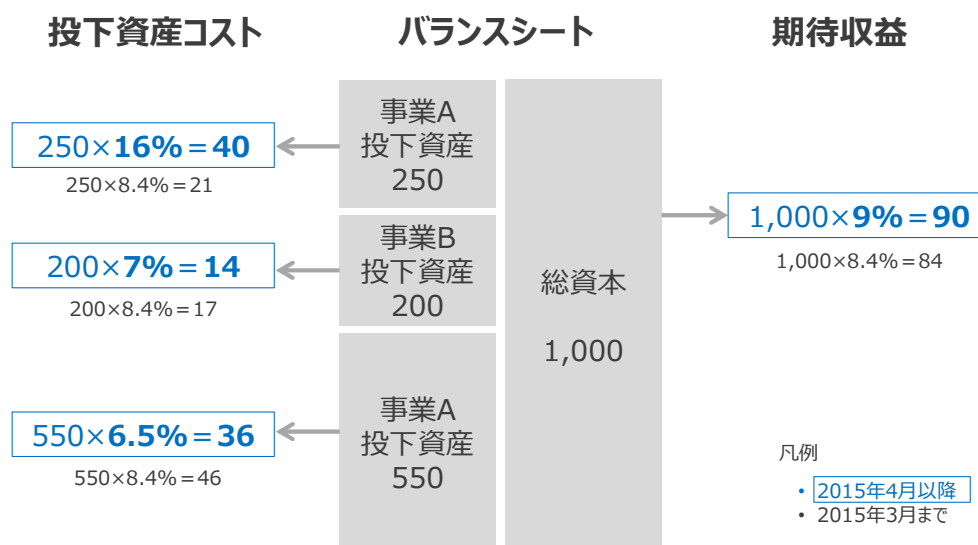 投下資産コスト
バランスシート
期待収益
250×16%＝40
250×8.4%＝21
200×7%＝14
200×8.4%＝17
550×6.5%＝36
550×8.4%＝46
事業A
投下資産
250
事業B
投下資産
200
事業A
投下資産
550
総資本
1,000
1,000×9%＝90
1,000×8.4%＝84
凡例
• 2015年4月以降
• 2015年3月まで